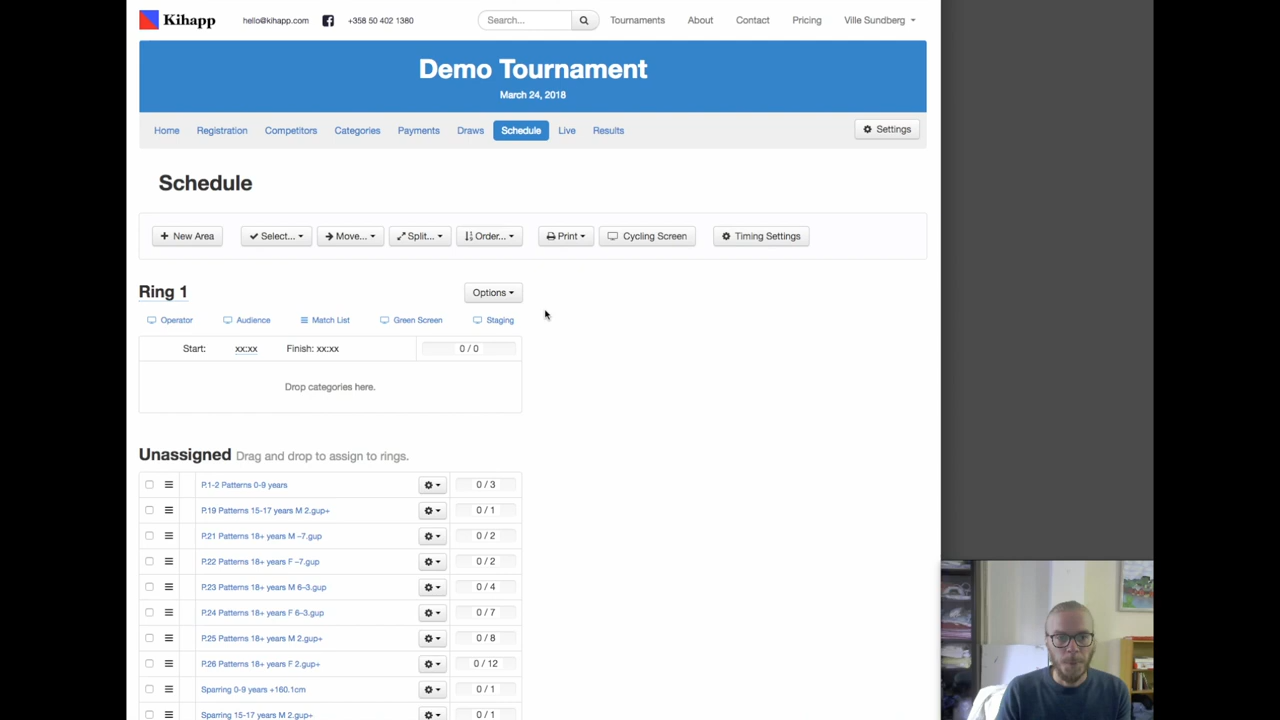 Kihapp hello@kihapp.com +358 50 402 1380 Search... Tournaments About Contact Pricing Ville Sundberg
Demo Tournament
March 24, 2018
Home Registration Competitors Categories Payments Draws Schedule Live Results Settings
Schedule
New Area Select... Move... Split... Order... Print Cycling Screen Timing Settings
Ring 1 Options
Operator Audience Match List Green Screen Staging
Start: xx:xx Finish: xx:xx 0 / 0
Drop categories here.
Unassigned Drag and drop to assign to rings.
P.1-2 Patterns 0-9 years 0 / 3
P.19 Patterns 15-17 years M 2.gup+ 0 / 1
P.21 Patterns 18+ years M –7.gup 0 / 2
P.22 Patterns 18+ years F –7.gup 0 / 2
P.23 Patterns 18+ years M 6–3.gup 0 / 4
P.24 Patterns 18+ years F 6–3.gup 0 / 7
P.25 Patterns 18+ years M 2.gup+ 0 / 8
P.26 Patterns 18+ years F 2.gup+ 0 / 12
Sparring 0-9 years +160.1cm 0 / 1
Sparring 15-17 years M 2.gup+ 0 / 1